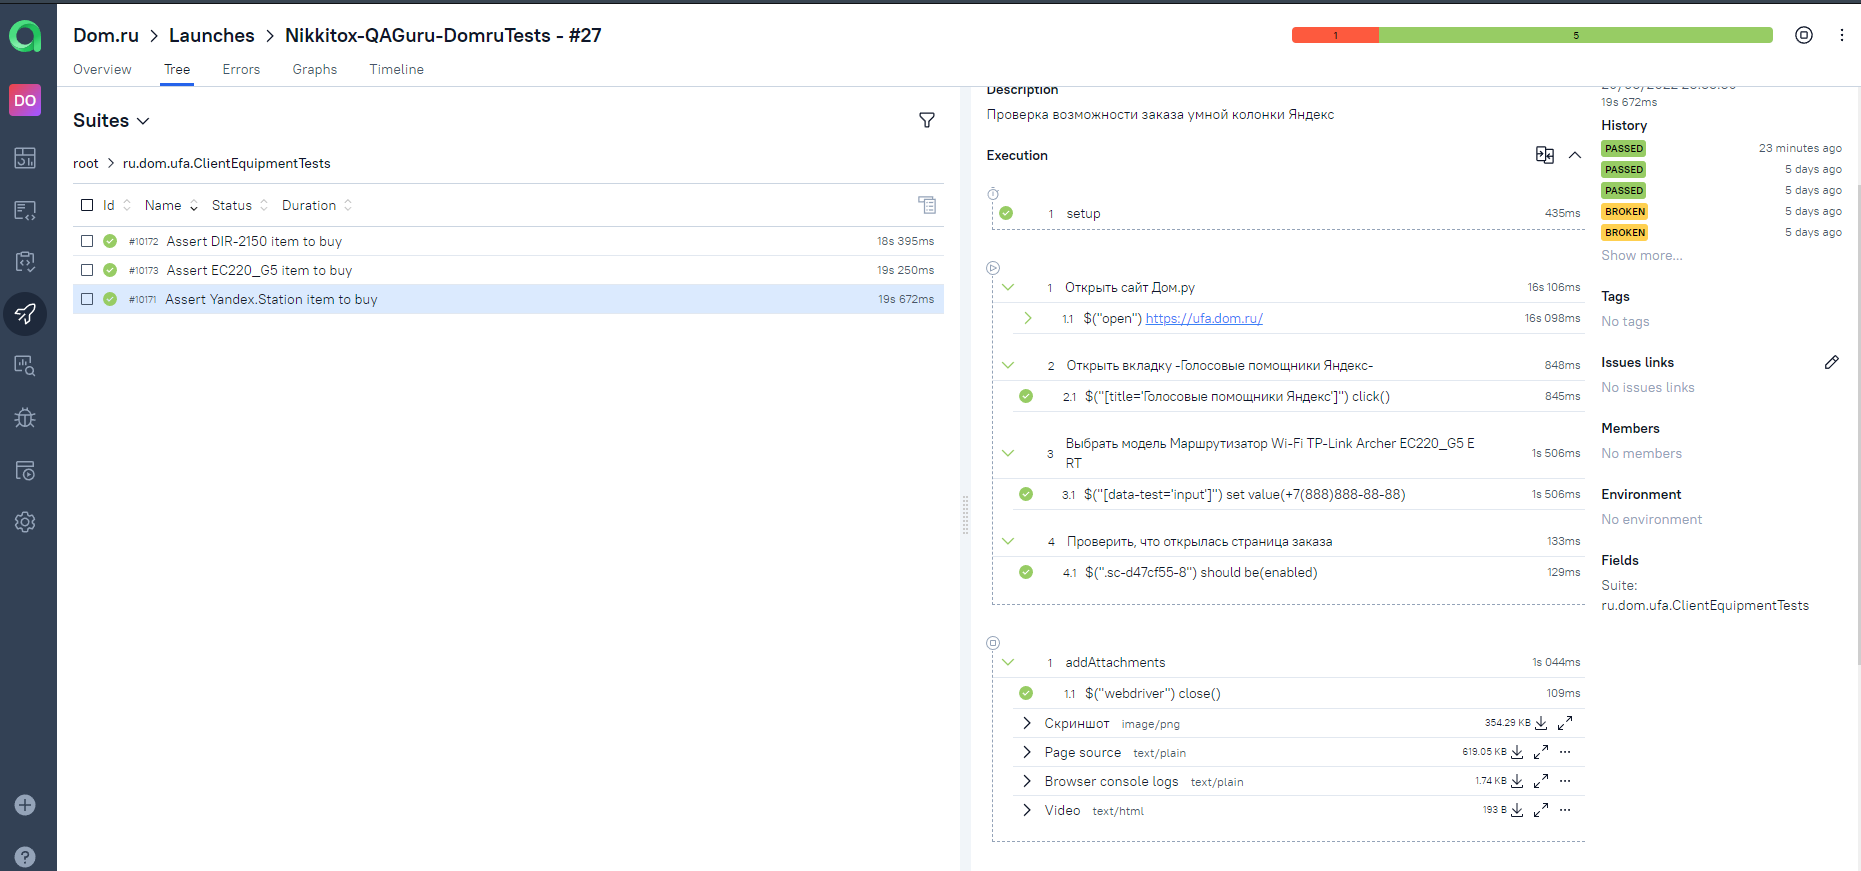 Dom.ru > Launches > Nikkitox-QAGuru-DomruTests - #27
1
5
Overview Tree Errors Graphs Timeline
DO
Suites
root > ru.dom.ufa.ClientEquipmentTests
Id Name Status Duration
#10172 Assert DIR-2150 item to buy 18s 395ms
#10173 Assert EC220_G5 item to buy 19s 250ms
#10171 Assert Yandex.Station item to buy 19s 672ms
Description
Проверка возможности заказа умной колонки Яндекс
Execution
1 setup 435ms
1 Открыть сайт Дом.ру 16s 106ms
1.1 $("open") https://ufa.dom.ru/ 16s 098ms
2 Открыть вкладку -Голосовые помощники Яндекс- 848ms
2.1 $("[title='Голосовые помощники Яндекс']") click() 845ms
3 Выбрать модель Маршрутизатор Wi-Fi TP-Link Archer EC220_G5 E
RT
1s 506ms
3.1 $("[data-test='input']") set value(+7(888)888-88-88) 1s 506ms
4 Проверить, что открылась страница заказа 133ms
4.1 $(".sc-d47cf55-8") should be(enabled) 129ms
1 addAttachments 1s 044ms
1.1 $("webdriver") close() 109ms
Скриншот image/png 354.29 KB
Page source text/plain 619.05 KB
Browser console logs text/plain 1.74 KB
Video text/html 193 B
19s 672ms
History
PASSED 23 minutes ago
PASSED 5 days ago
PASSED 5 days ago
BROKEN 5 days ago
BROKEN 5 days ago
Show more...
Tags
No tags
Issues links
No issues links
Members
No members
Environment
No environment
Fields
Suite:
ru.dom.ufa.ClientEquipmentTests